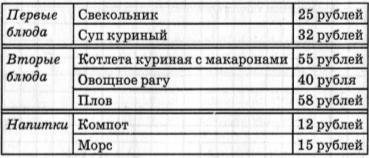 Первые блюда Свекольник 25 рублей
Суп куриный 32 рублей
Вторые блюда Котлета куриная с макаронами 55 рублей
Овощное рагу 40 рубля
Плов 58 рублей
Напитки Компот 12 рублей
Морс 15 рублей